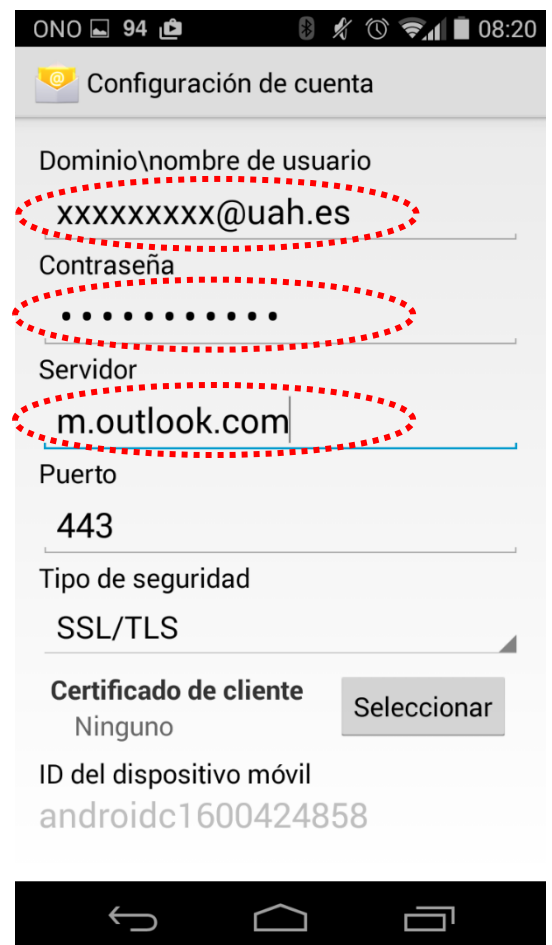 ONO 94 08:20
Configuración de cuenta
Dominio\nombre de usuario
xxxxxxxxx@uah.es
Contraseña
• • • • • • • • • • •
Servidor
m.outlook.com
Puerto
443
Tipo de seguridad
SSL/TLS
Certificado de cliente
Ninguno
Seleccionar
ID del dispositivo móvil
androidc1600424858